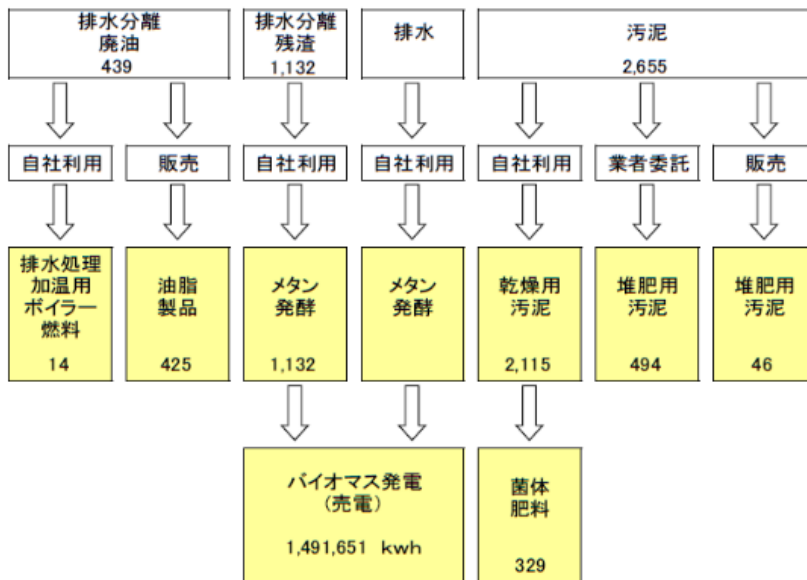 排水分離
廃油
439
排水分離
残渣
1,132
排水
汚泥
2,655
自社利用
販売
自社利用
自社利用
自社利用
業者委託
販売
排水処理
加温用
ボイラー
燃料
14
油脂
製品
425
メタン
発酵
1,132
メタン
発酵
乾燥用
汚泥
2,115
堆肥用
汚泥
494
堆肥用
汚泥
46
バイオマス発電
(売電)
1,491,651 kwh
菌体
肥料
329